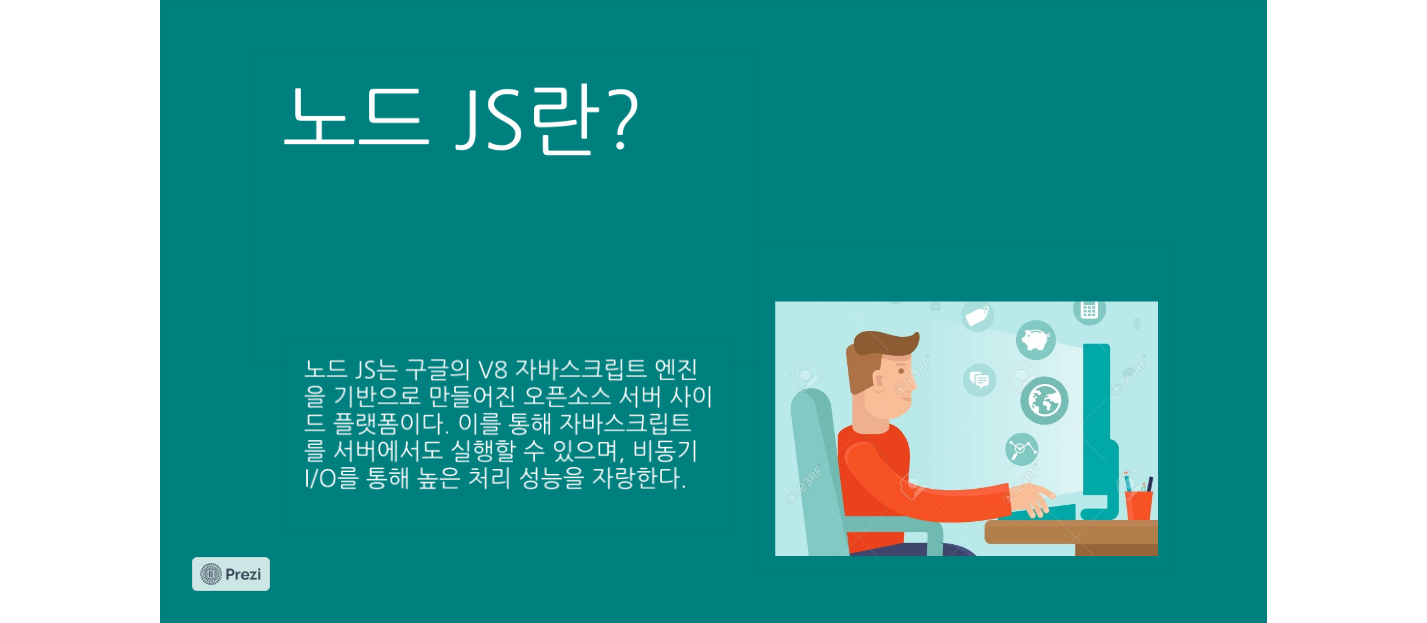 노드 JS란?
노드 JS는 구글의 V8 자바스크립트 엔진
을 기반으로 만들어진 오픈소스 서버 사이
드 플랫폼이다. 이를 통해 자바스크립트
를 서버에서도 실행할 수 있으며, 비동기
I/O를 통해 높은 처리 성능을 자랑한다.
Prezi